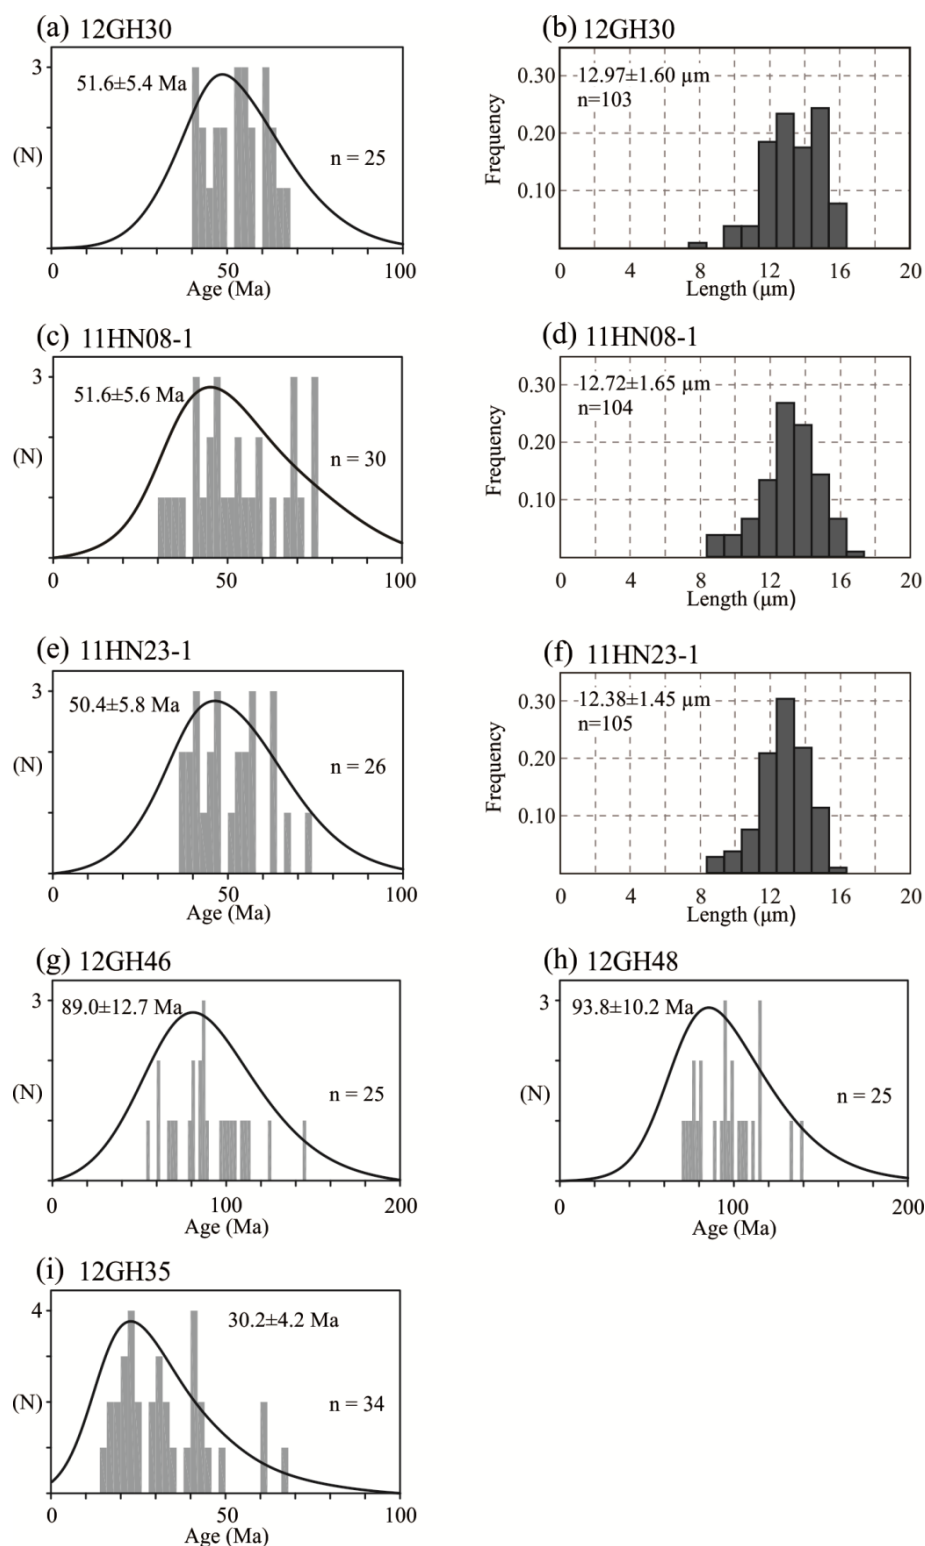 (a) 12GH30
3
51.6±5.4 Ma
(N)
n = 25
0 50 100
Age (Ma)
(b) 12GH30
0.30
12.97±1.60 µm
n=103
Frequency
0.20
0.10
0 4 8 12 16 20
Length (µm)
(c) 11HN08-1
3
51.6±5.6 Ma
(N)
n = 30
0 50 100
Age (Ma)
(d) 11HN08-1
0.30
12.72±1.65 µm
n=104
Frequency
0.20
0.10
0 4 8 12 16 20
Length (µm)
(e) 11HN23-1
3
50.4±5.8 Ma
(N)
n = 26
0 50 100
Age (Ma)
(f) 11HN23-1
0.30
12.38±1.45 µm
n=105
Frequency
0.20
0.10
0 4 8 12 16 20
Length (µm)
(g) 12GH46
3
89.0±12.7 Ma
(N)
n = 25
0 100 200
Age (Ma)
(h) 12GH48
3
93.8±10.2 Ma
(N)
n = 25
0 100 200
Age (Ma)
(i) 12GH35
4
30.2±4.2 Ma
(N)
n = 34
0 50 100
Age (Ma)